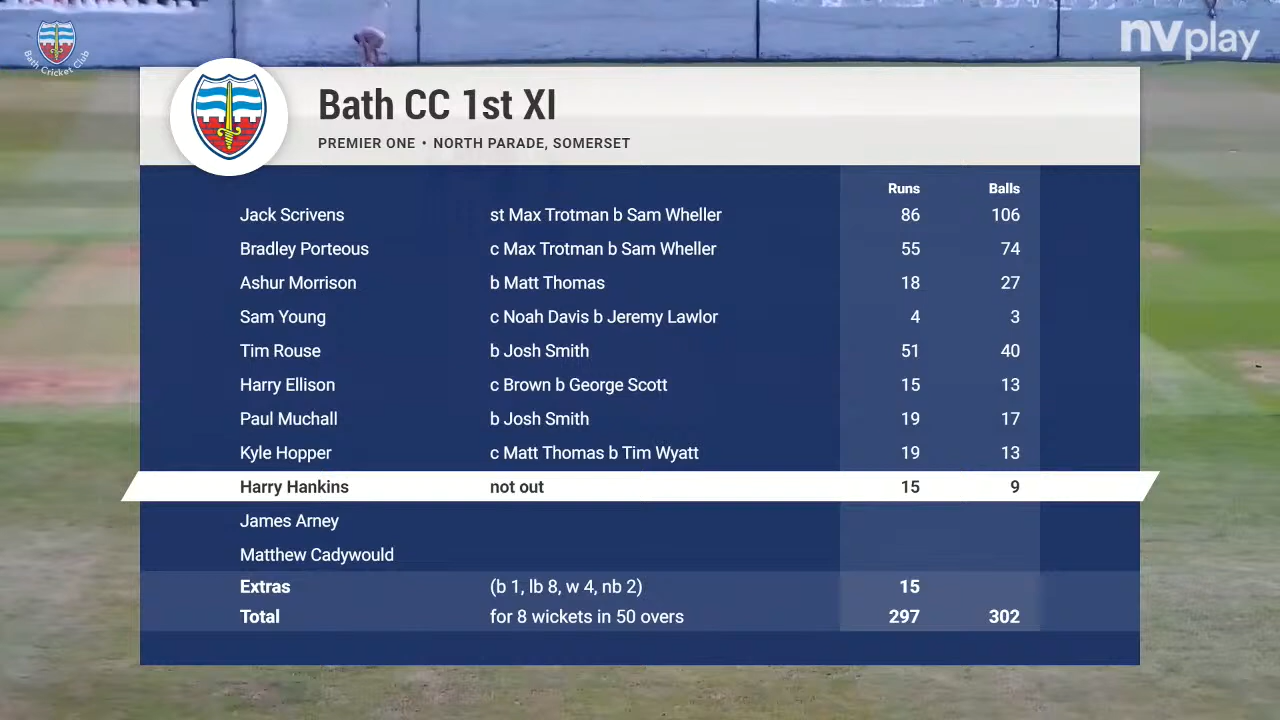 Bath Cricket Club
nvplay
Bath CC 1st XI
PREMIER ONE • NORTH PARADE, SOMERSET
Runs Balls
Jack Scrivens st Max Trotman b Sam Wheller 86 106
Bradley Porteous c Max Trotman b Sam Wheller 55 74
Ashur Morrison b Matt Thomas 18 27
Sam Young c Noah Davis b Jeremy Lawlor 4 3
Tim Rouse b Josh Smith 51 40
Harry Ellison c Brown b George Scott 15 13
Paul Muchall b Josh Smith 19 17
Kyle Hopper c Matt Thomas b Tim Wyatt 19 13
Harry Hankins not out 15 9
James Arney
Matthew Cadywould
Extras (b 1, lb 8, w 4, nb 2) 15
Total for 8 wickets in 50 overs 297 302